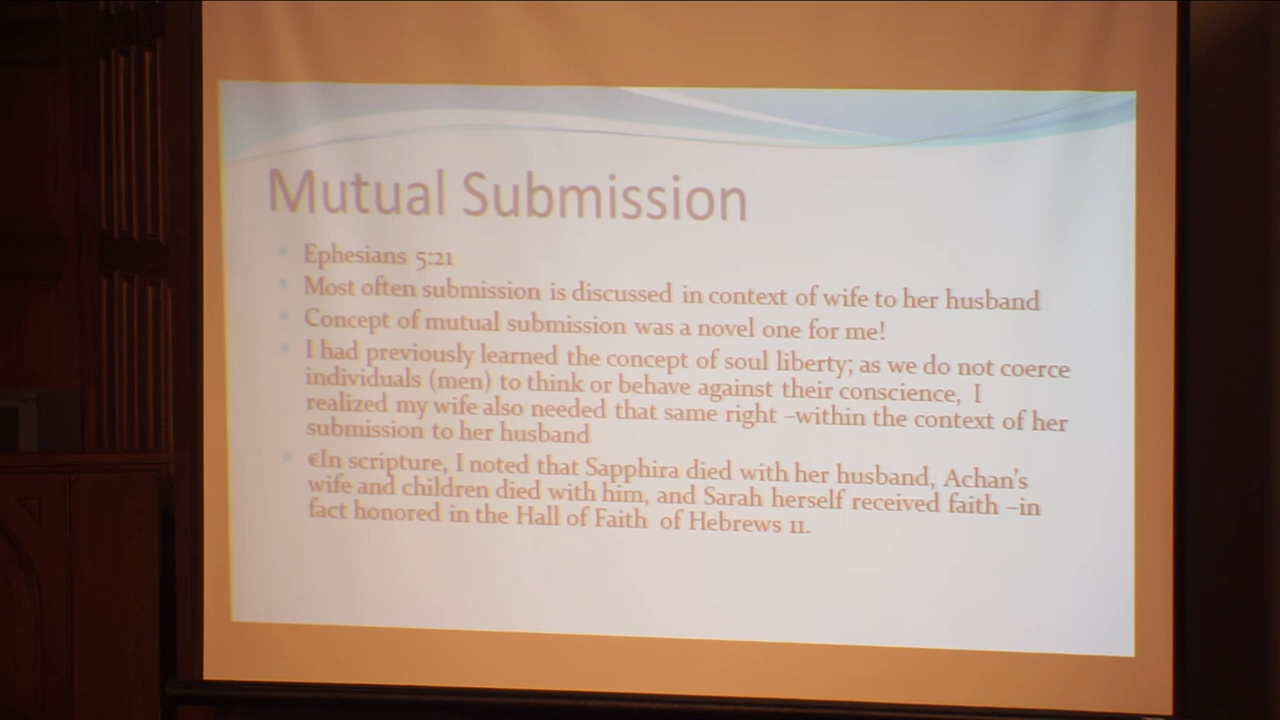 Mutual Submission
Ephesians 5:21
Most often submission is discussed in context of wife to her husband
Concept of mutual submission was a novel one for me!
I had previously learned the concept of soul liberty; as we do not coerce
individuals (men) to think or behave against their conscience, I
realized my wife also needed that same right –within the context of her
submission to her husband
€In scripture, I noted that Sapphira died with her husband, Achan's
wife and children died with him, and Sarah herself received faith –in
fact honored in the Hall of Faith of Hebrews 11.